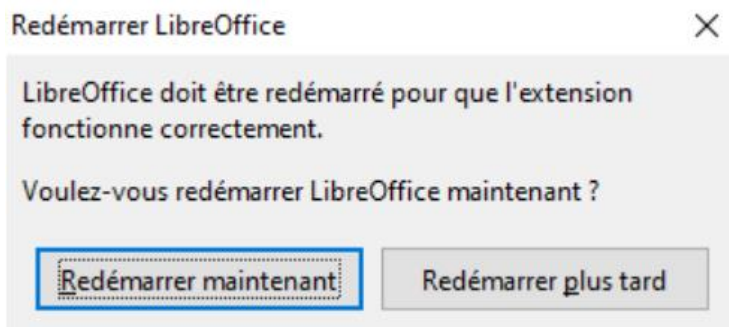 Redémarrer LibreOffice
LibreOffice doit être redémarré pour que l'extension
fonctionne correctement.
Voulez-vous redémarrer LibreOffice maintenant ?
Redémarrer maintenant
Redémarrer plus tard